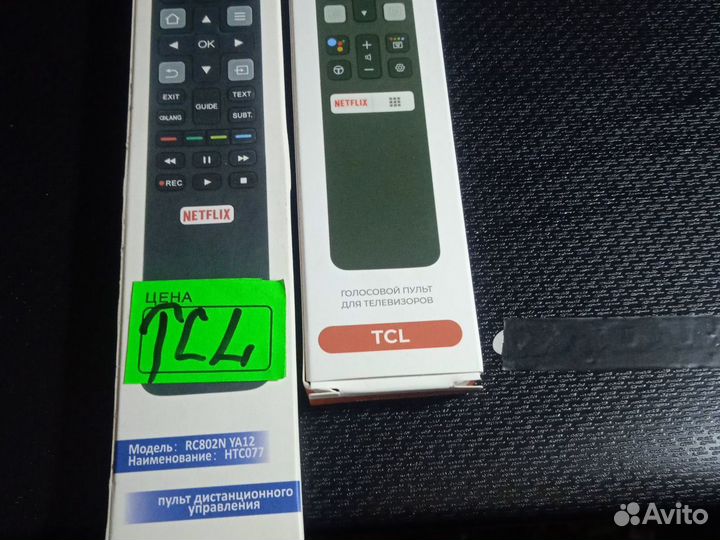 OK
EXIT
TEXT
GUIDE
/LANG
SUBT.
REC
NETFLIX
ЦЕНА
TCL
Модель: RC802N YA12
Наименование: HTC077
пульт дистанционного
управления
NETFLIX
ГОЛОСОВОЙ ПУЛЬТ
ДЛЯ ТЕЛЕВИЗОРОВ
TCL
Avito